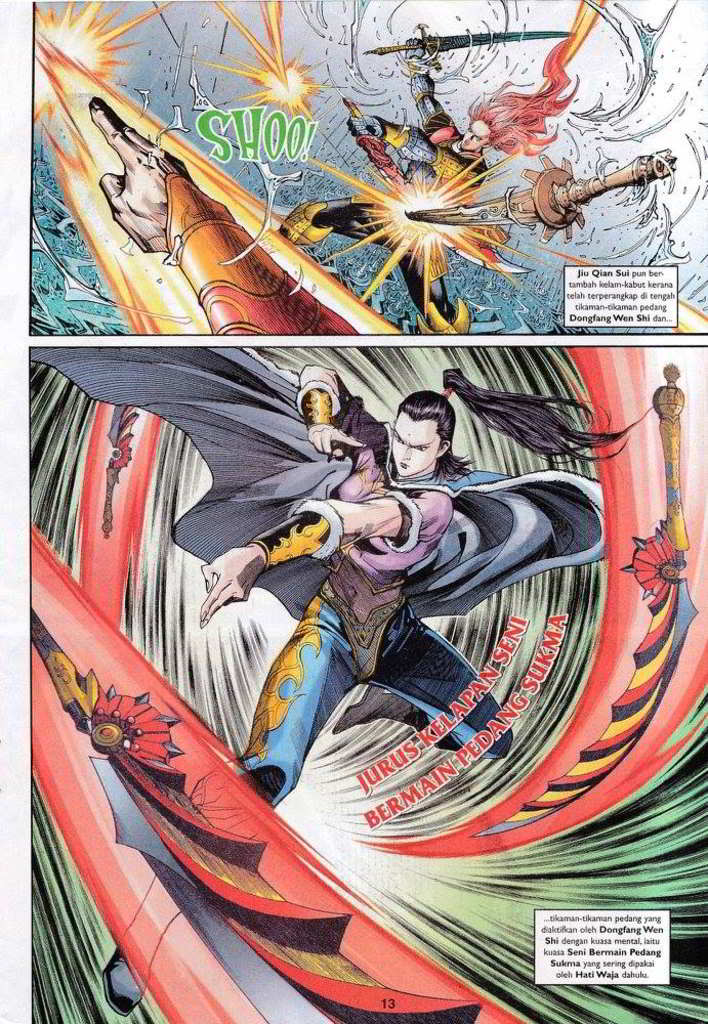 SHOO!
Jiu Qian Sui pun ber-
tambah kelam-kabut kerana
telah terperangkap di tengah
tikaman-tikaman pedang
Dongfang Wen Shi dan...
JURUS KELAPAN SENI
BERMAIN PEDANG SUKMA
...tikaman-tikaman pedang yang
diaktifkan oleh Dongfang Wen
Shi dengan kuasa mental, iaitu
kuasa Seni Bermain Pedang
Sukma yang sering dipakai
oleh Hati Waja dahulu.
13